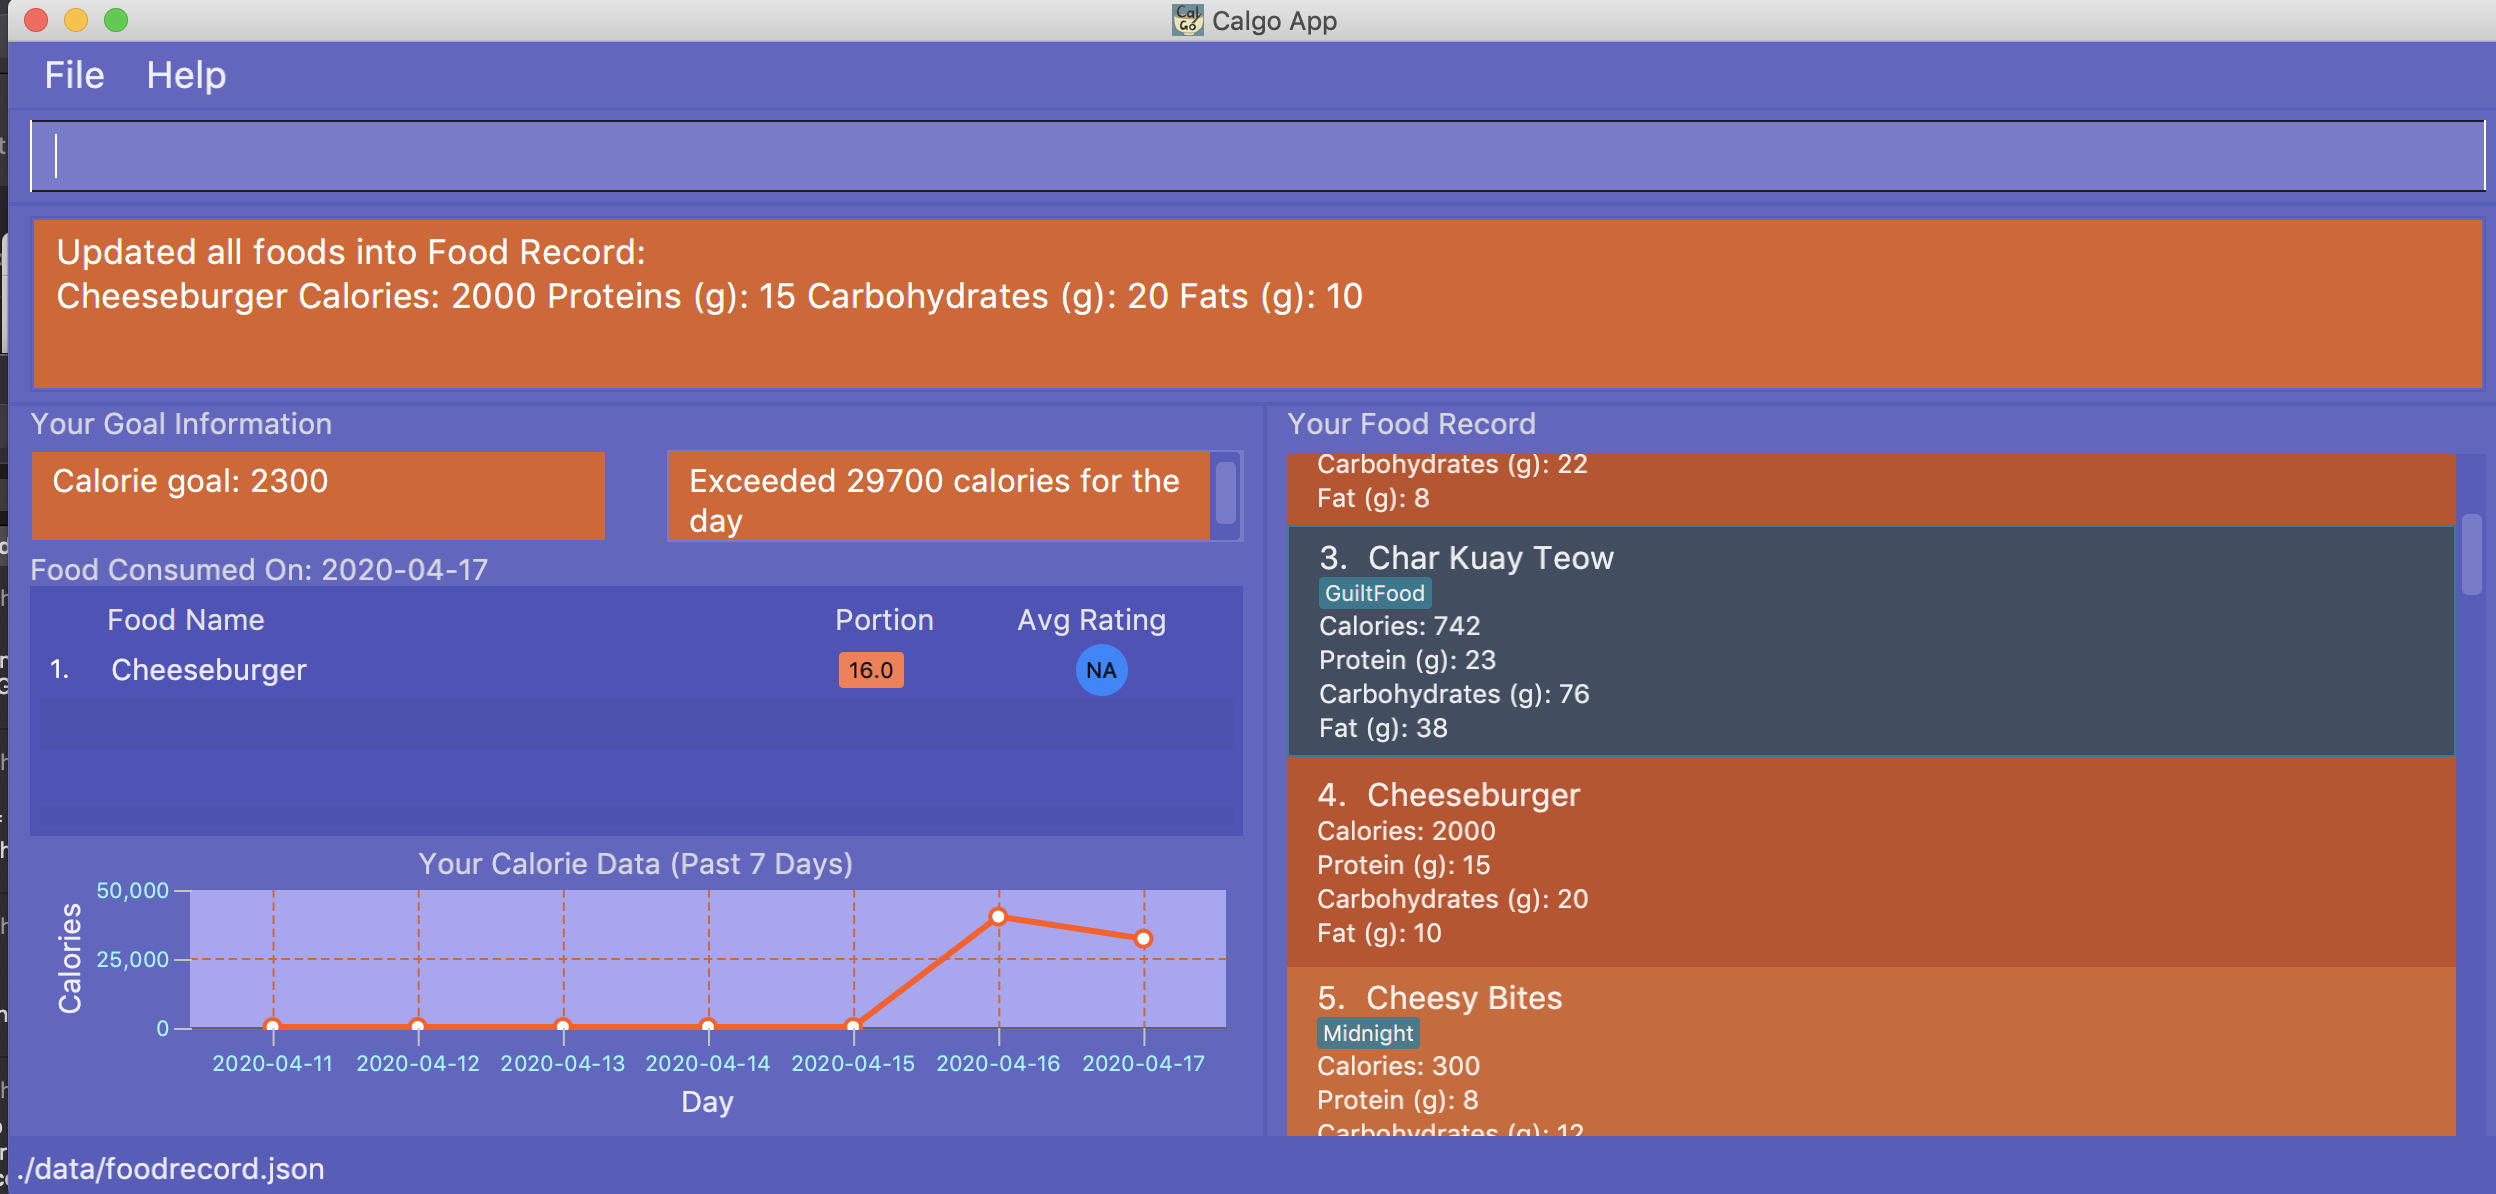 Cal Go Calgo App
File Help
Updated all foods into Food Record:
Cheeseburger Calories: 2000 Proteins (g): 15 Carbohydrates (g): 20 Fats (g): 10
Your Goal Information
Calorie goal: 2300
Exceeded 29700 calories for the
day
Food Consumed On: 2020-04-17
Food Name Portion Avg Rating
1. Cheeseburger 16.0 NA
Your Calorie Data (Past 7 Days)
Calories
50,000
25,000
0
2020-04-11 2020-04-12 2020-04-13 2020-04-14 2020-04-15 2020-04-16 2020-04-17
Day
Your Food Record
Carbohydrates (g): 22
Fat (g): 8
3. Char Kuay Teow
GuiltFood
Calories: 742
Protein (g): 23
Carbohydrates (g): 76
Fat (g): 38
4. Cheeseburger
Calories: 2000
Protein (g): 15
Carbohydrates (g): 20
Fat (g): 10
5. Cheesy Bites
Midnight
Calories: 300
Protein (g): 8
Carbohydrates (g): 12
./data/foodrecord.json